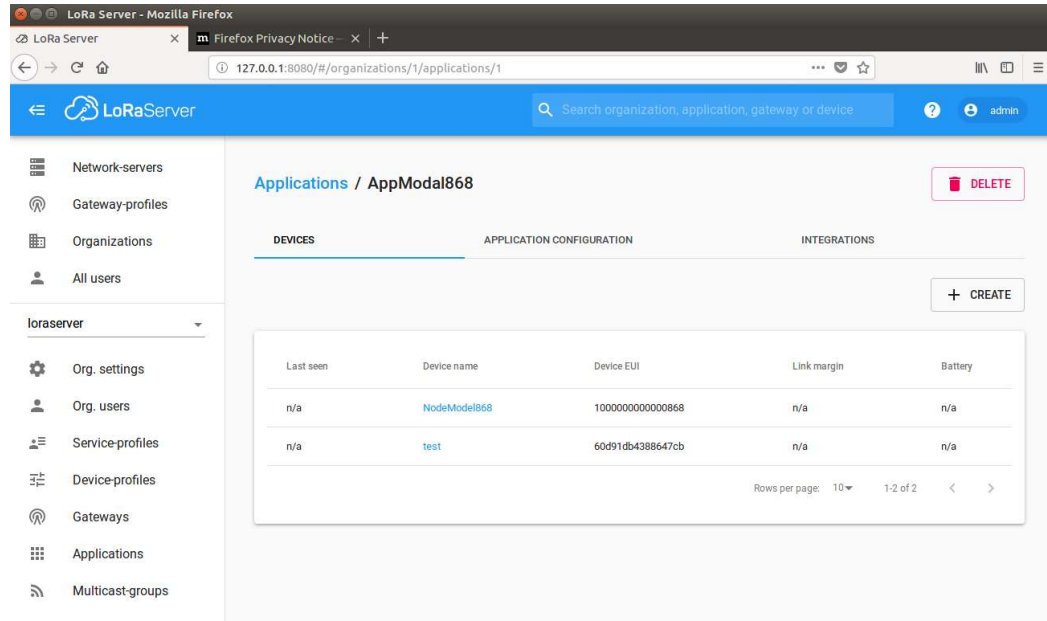 LoRa Server - Mozilla Firefox
LoRa Server
m Firefox Privacy Notice —
127.0.0.1:8080/#/organizations/1/applications/1
LoRaServer
Search organization, application, gateway or device
? admin
Network-servers
Gateway-profiles
Organizations
All users
loraserver
Org. settings
Org. users
Service-profiles
Device-profiles
Gateways
Applications
Multicast-groups
Applications / AppModal868
DELETE
DEVICES APPLICATION CONFIGURATION INTEGRATIONS
+ CREATE
Last seen Device name Device EUI Link margin Battery
n/a NodeModel868 1000000000000868 n/a n/a
n/a test 60d91db4388647cb n/a n/a
Rows per page: 10 1-2 of 2 < >